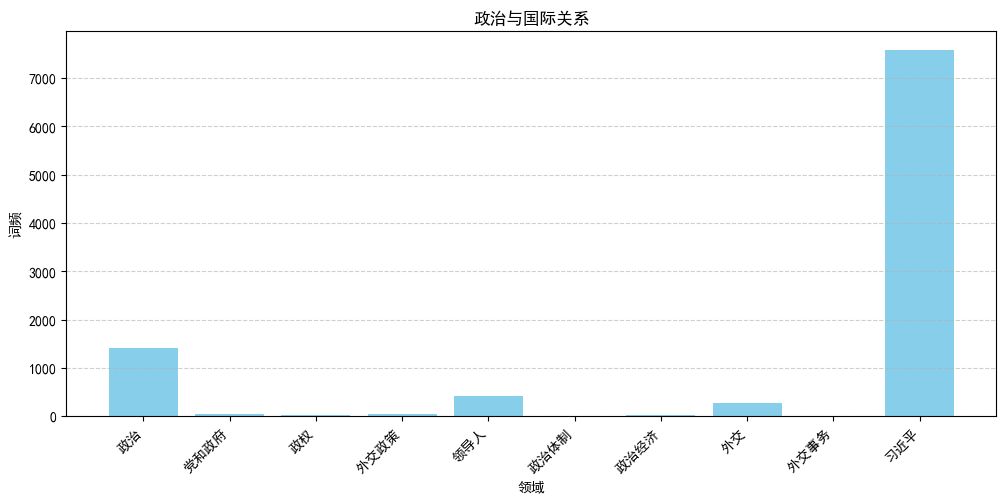 政治与国际关系
词频
7000
6000
5000
4000
3000
2000
1000
0
政治
党和政府
政权
外交政策
领导人
政治体制
政治经济
外交
外交事务
习近平
领域